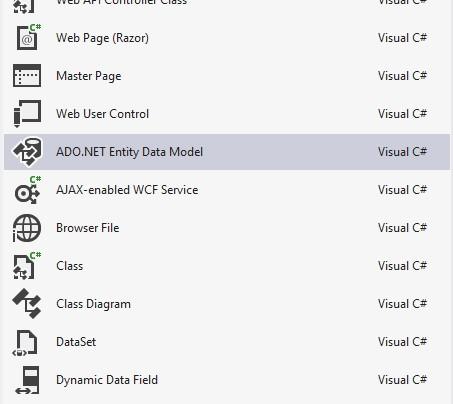 Web API Controller Class Visual C#
Web Page (Razor) Visual C#
Master Page Visual C#
Web User Control Visual C#
ADO.NET Entity Data Model Visual C#
AJAX-enabled WCF Service Visual C#
Browser File Visual C#
Class Visual C#
Class Diagram Visual C#
DataSet Visual C#
Dynamic Data Field Visual C#